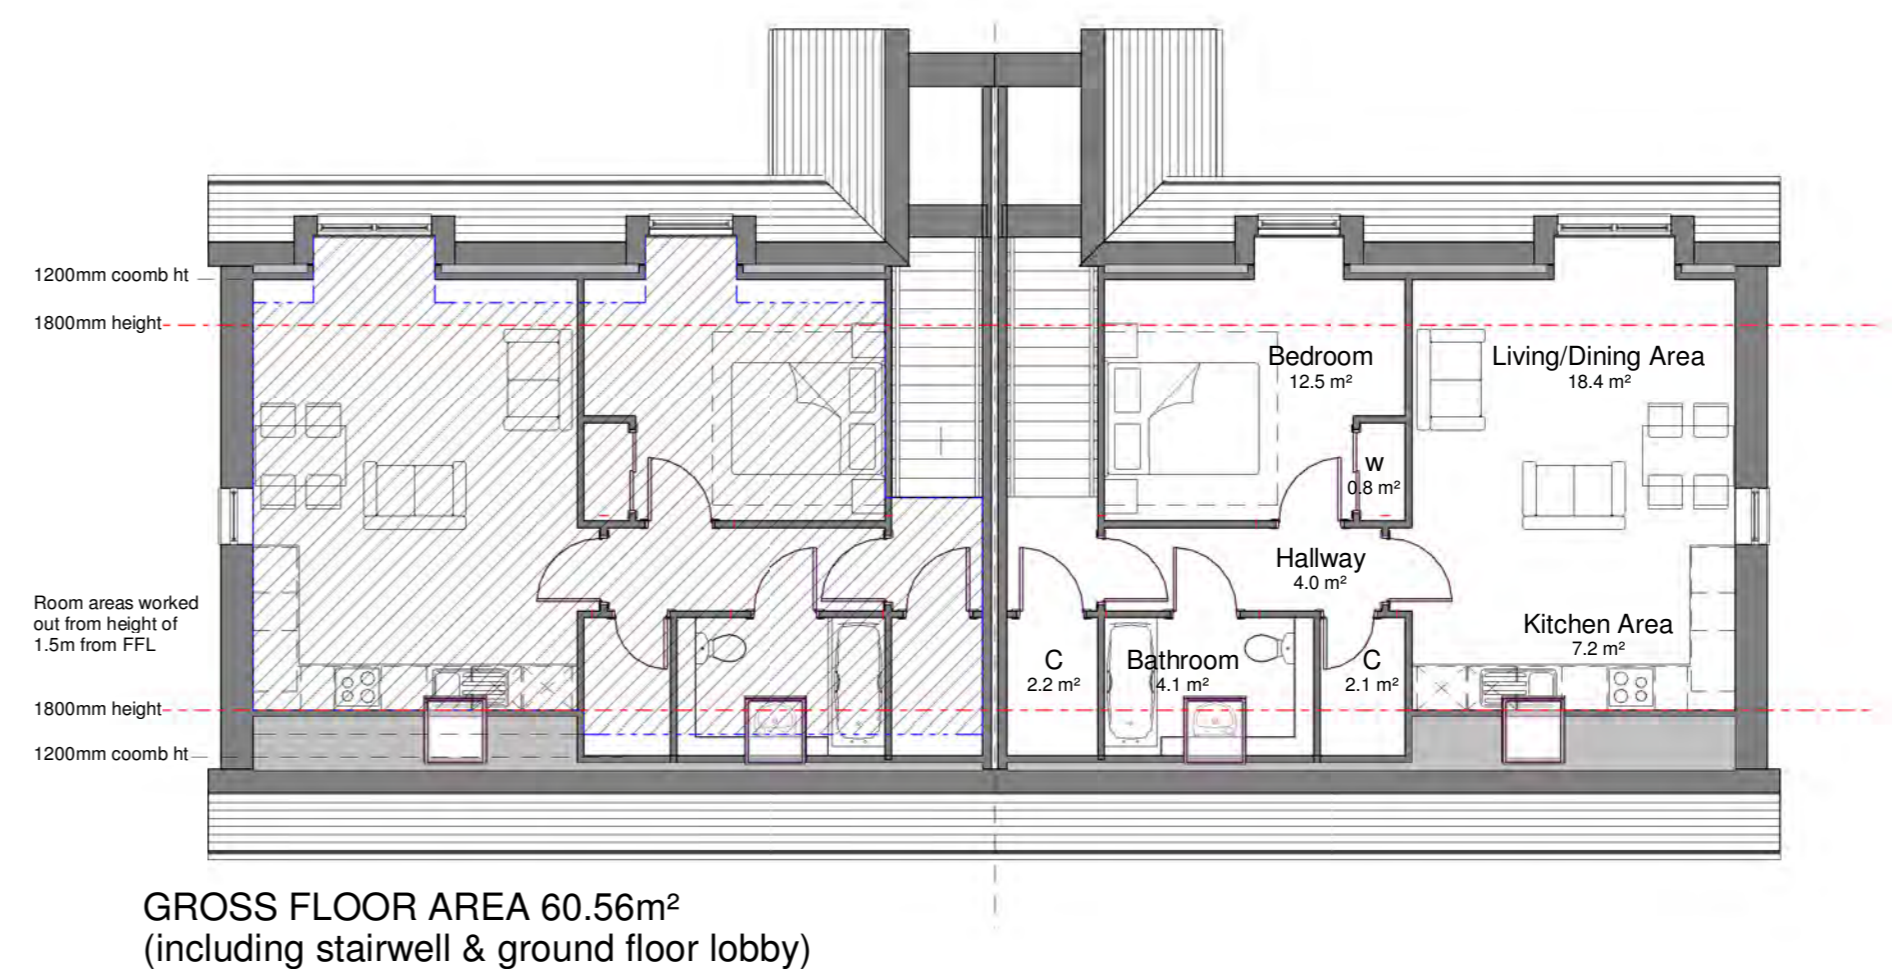 1200mm coomb ht
1800mm height
Bedroom
12.5 m²
Living/Dining Area
18.4 m²
w
0.8 m²
Hallway
4.0 m²
Room areas worked
out from height of
1.5m from FFL
Kitchen Area
7.2 m²
C
2.2 m²
Bathroom
4.1 m²
C
2.1 m²
1800mm height
1200mm coomb ht
GROSS FLOOR AREA 60.56m²
(including stairwell & ground floor lobby)